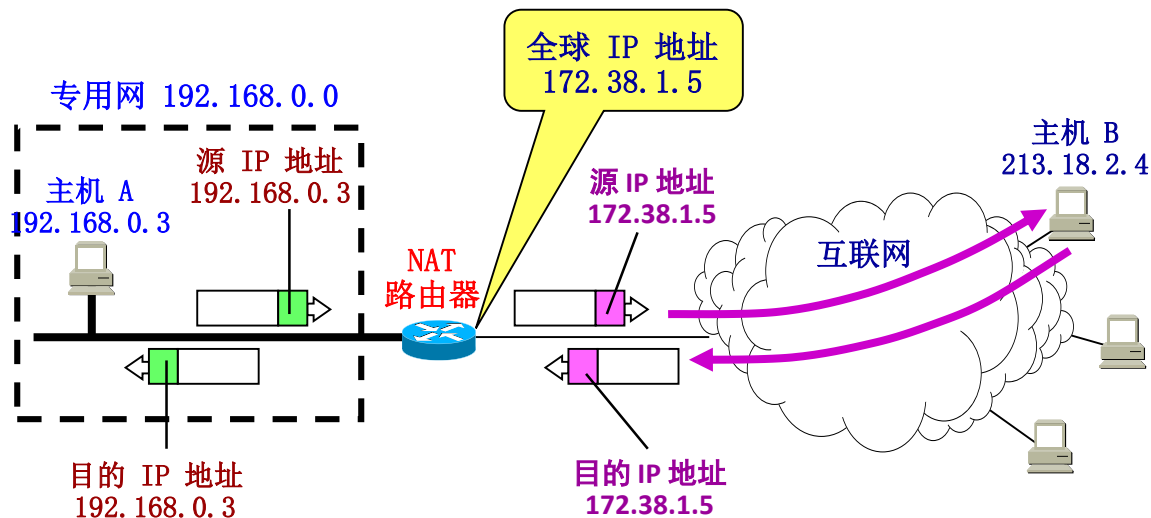 全球 IP 地址
172.38.1.5
专用网 192.168.0.0
源 IP 地址
192.168.0.3
主机 A
192.168.0.3
源 IP 地址
172.38.1.5
主机 B
213.18.2.4
互联网
NAT
路由器
目的 IP 地址
192.168.0.3
目的 IP 地址
172.38.1.5